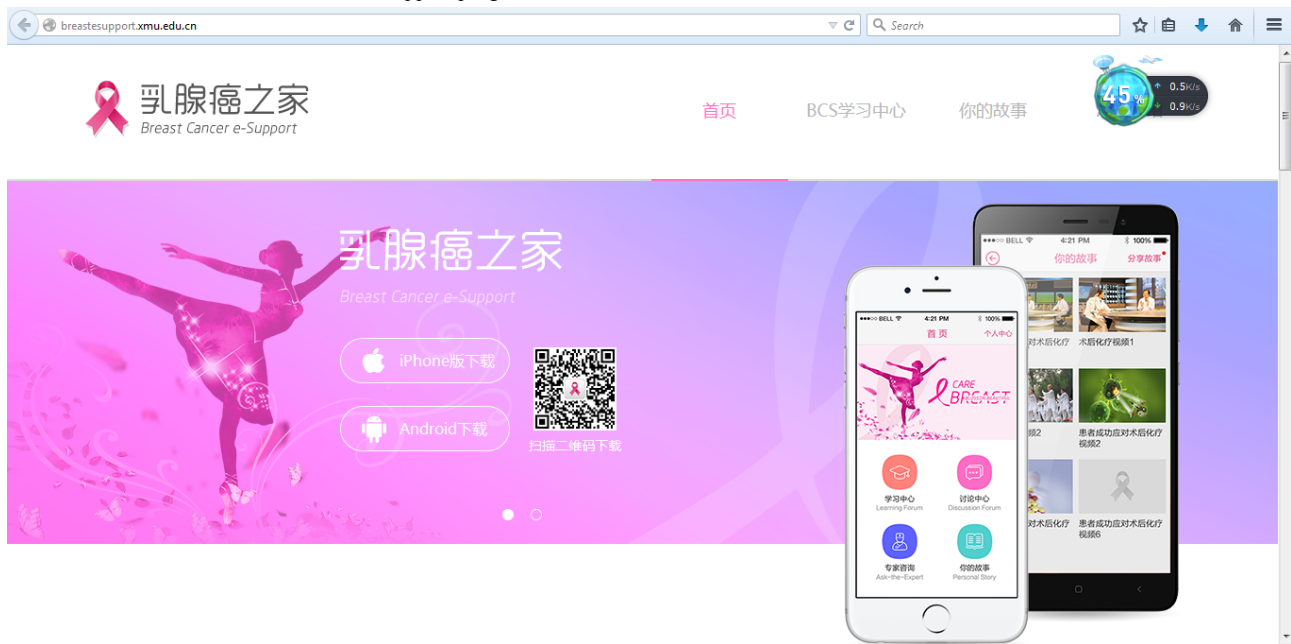 breastesupport.xmu.edu.cn
Search
乳腺癌之家
Breast Cancer e-Support
首页
BCS学习中心
你的故事
45%
0.5K/s
0.9K/s
乳腺癌之家
Breast Cancer e-Support
iPhone版下载
Android下载
扫描二维码下载
BELL 4:21 PM 100%
你的故事
分享故事
对术后化疗
术后化疗视频1
频2
患者成功应对术后化疗
视频2
对术后化疗
患者成功应对术后化疗
视频6
BELL 4:21 PM 100%
首页
个人中心
CARE
BREAST
学习中心
Learning Forum
讨论中心
Discussion Forum
专家咨询
Ask-the-Expert
你的故事
Personal Story